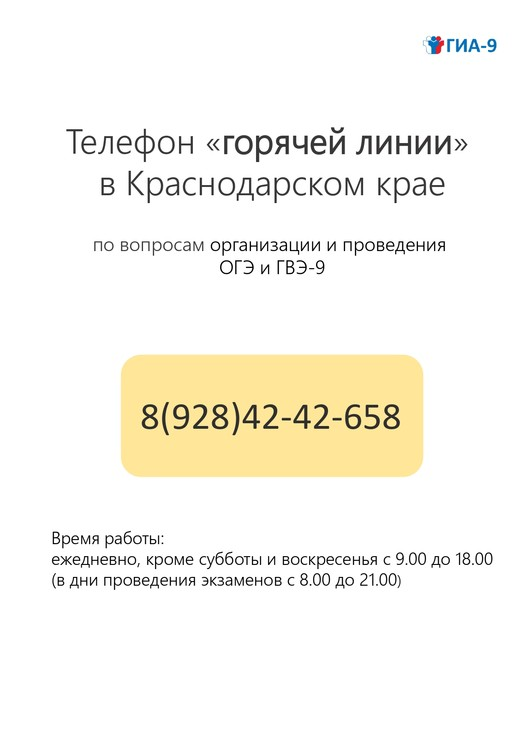 ГИА-9
Телефон «горячей линии»
в Краснодарском крае
по вопросам организации и проведения
ОГЭ и ГВЭ-9
8(928)42-42-658
Время работы:
ежедневно, кроме субботы и воскресенья с 9.00 до 18.00
(в дни проведения экзаменов с 8.00 до 21.00)